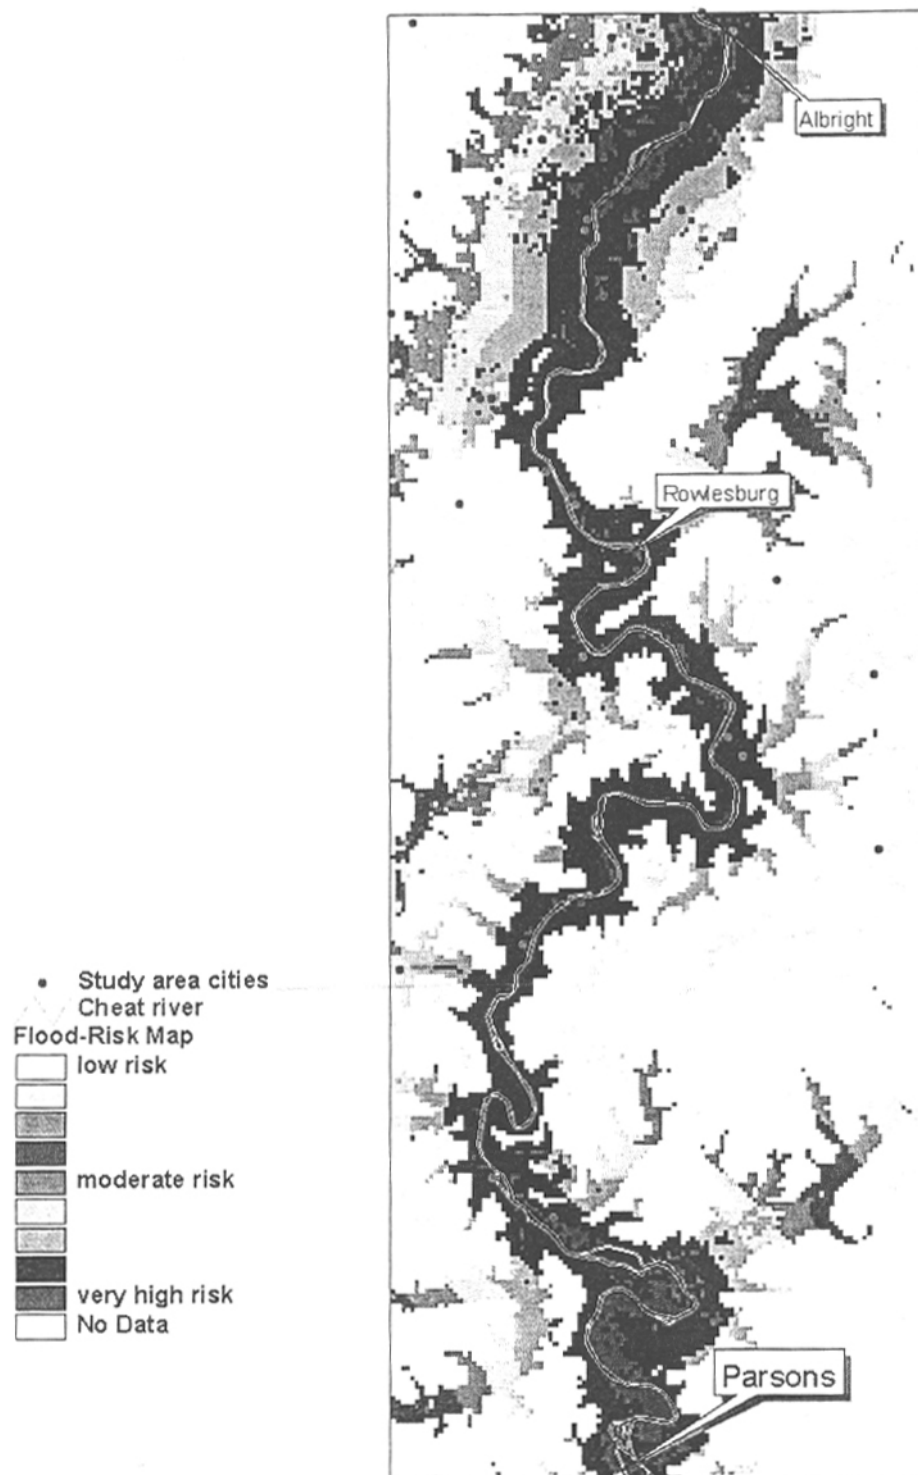 Albright
Rowlesburg
Study area cities
Cheat river
Flood-Risk Map
low risk
moderate risk
very high risk
No Data
Parsons